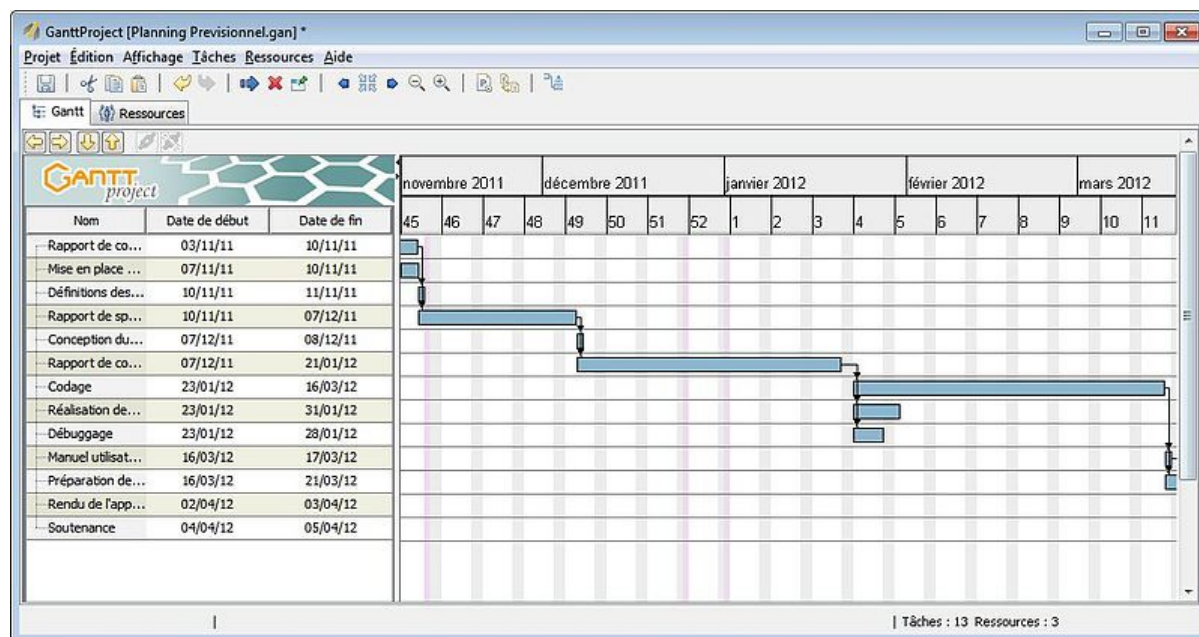 GanttProject [Planning Previsionnel.gan] *
Projet Édition Affichage Tâches Ressources Aide
Gantt Ressources
GANTT project
novembre 2011 décembre 2011 janvier 2012 février 2012 mars 2012
Nom Date de début Date de fin 45 46 47 48 49 50 51 52 1 2 3 4 5 6 7 8 9 10 11
Rapport de co... 03/11/11 10/11/11
Mise en place ... 07/11/11 10/11/11
Définitions des... 10/11/11 11/11/11
Rapport de sp... 10/11/11 07/12/11
Conception du... 07/12/11 08/12/11
Rapport de co... 07/12/11 21/01/12
Codage 23/01/12 16/03/12
Réalisation de... 23/01/12 31/01/12
Débuggage 23/01/12 28/01/12
Manuel utilisat... 16/03/12 17/03/12
Préparation de... 16/03/12 21/03/12
Rendu de l'app... 02/04/12 03/04/12
Soutenance 04/04/12 05/04/12
Tâches : 13 Ressources : 3